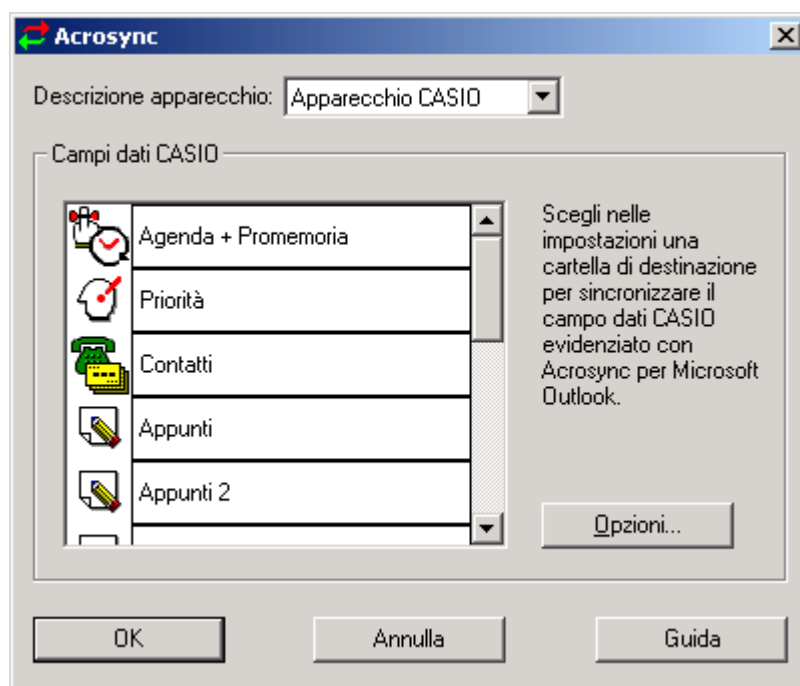 Acrosync
Descrizione apparecchio: Apparecchio CASIO
Campi dati CASIO
Agenda + Promemoria
Priorità
Contatti
Appunti
Appunti 2
Scegli nelle
impostazioni una
cartella di destinazione
per sincronizzare il
campo dati CASIO
evidenziato con
Acrosync per Microsoft
Outlook.
Opzioni...
OK
Annulla
Guida